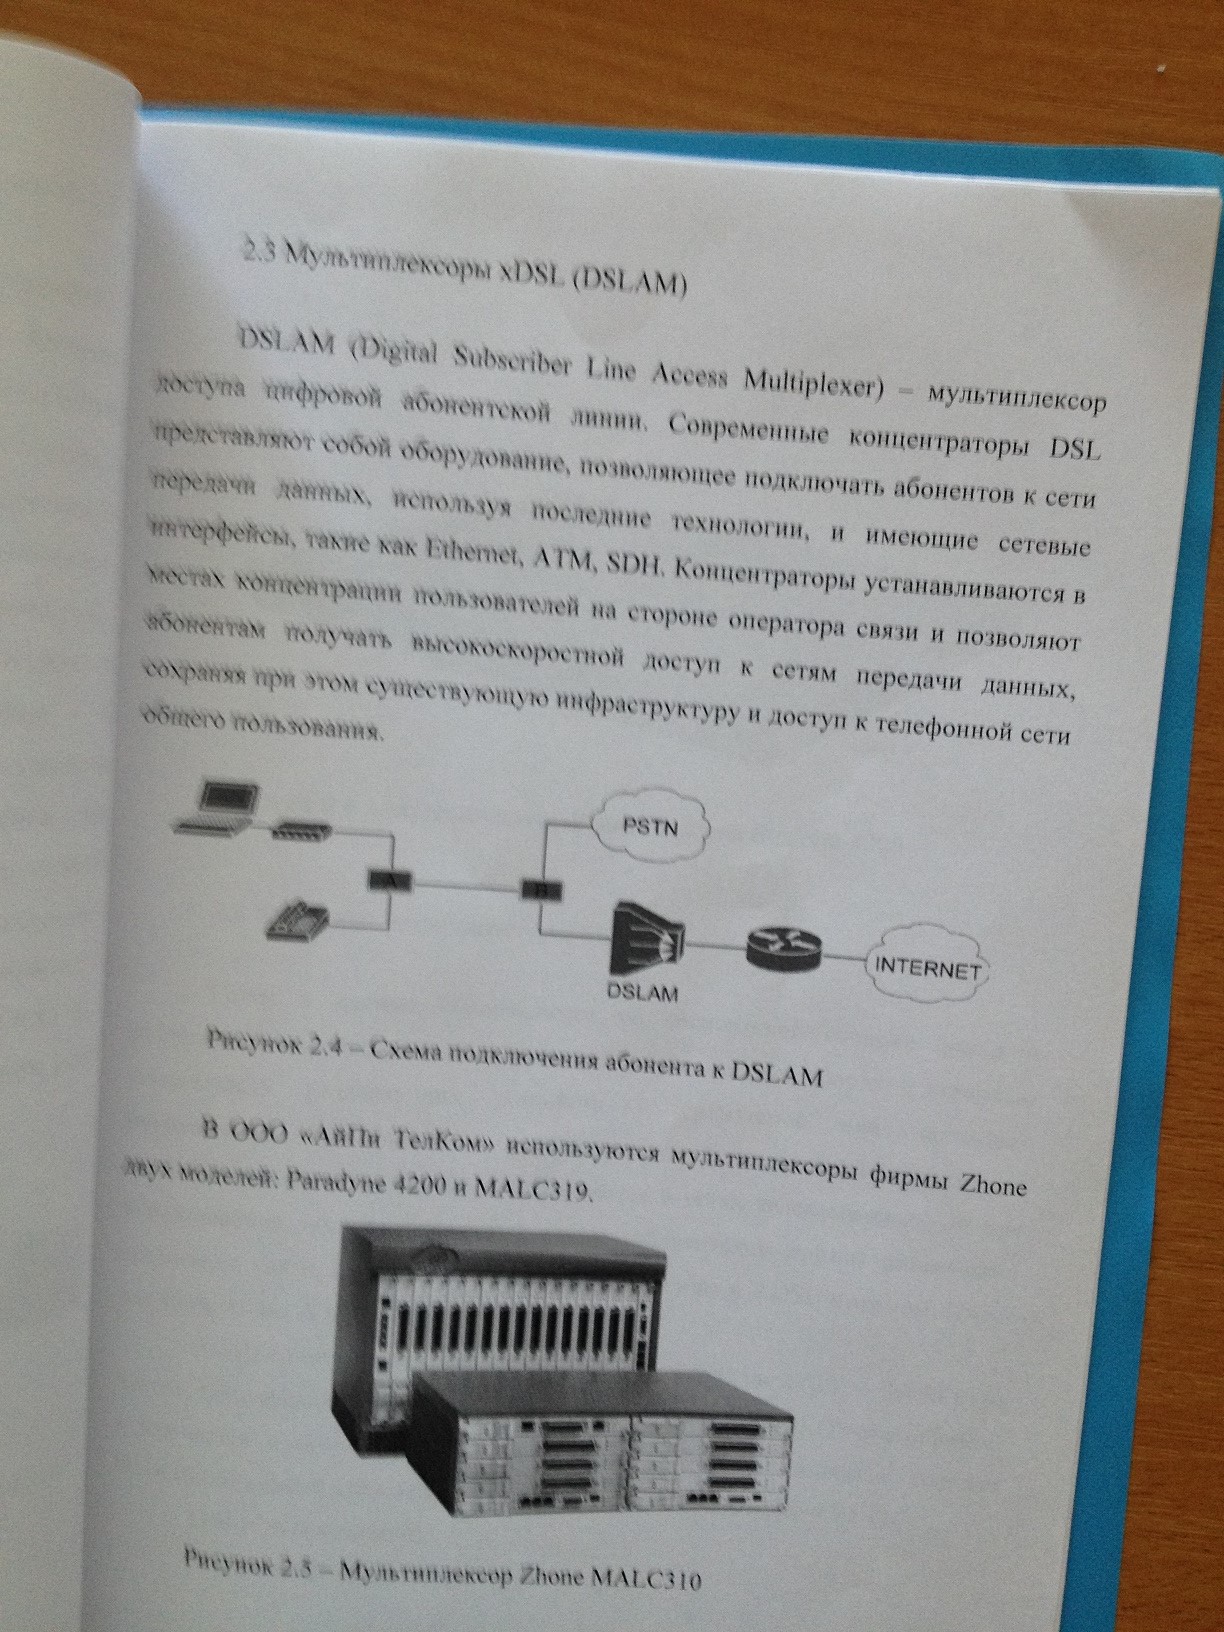 2.3 Мультиплексоры xDSL (DSLAM)
DSLAM (Digital Subscriber Line Access Multiplexer) – мультиплексор
доступа цифровой абонентской линии. Современные концентраторы DSL
представляют собой оборудование, позволяющее подключать абонентов к сети
передачи данных, используя последние технологии, и имеющие сетевые
интерфейсы, такие как Ethernet, ATM, SDH. Концентраторы устанавливаются в
местах концентрации пользователей на стороне оператора связи и позволяют
абонентам получать высокоскоростной доступ к сетям передачи данных,
сохраняя при этом существующую инфраструктуру и доступ к телефонной сети
общего пользования.
PSTN
A
B
INTERNET
DSLAM
Рисунок 2.4 – Схема подключения абонента к DSLAM
В ООО «АйПи ТелКом» используются мультиплексоры фирмы Zhone
двух моделей: Paradyne 4200 и MALC319.
Рисунок 2.5 – Мультиплексор Zhone MALC310